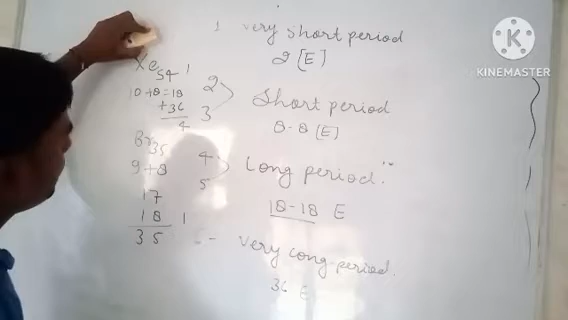 1 very short period
2 [E]
KINEMASTER
Xe54 1
2
10+8=18
+36
4
3
Short period
8-8 [E]
Br35
9+8
4
5
Long period.
17
18 1
35
18-18 E
6- very long period.
36 E